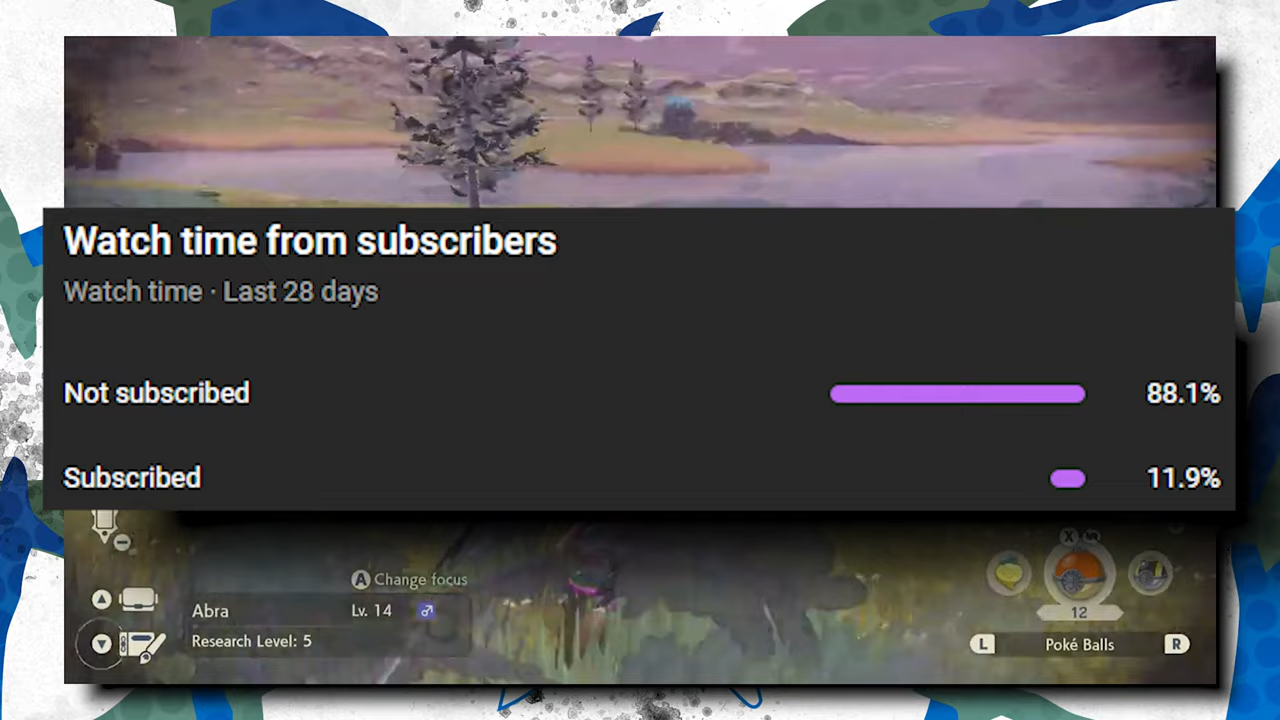 Watch time from subscribers
Watch time · Last 28 days
Not subscribed 88.1%
Subscribed 11.9%
X
A Change focus
Abra Lv. 14 ♂
12
Research Level: 5
L Poké Balls R